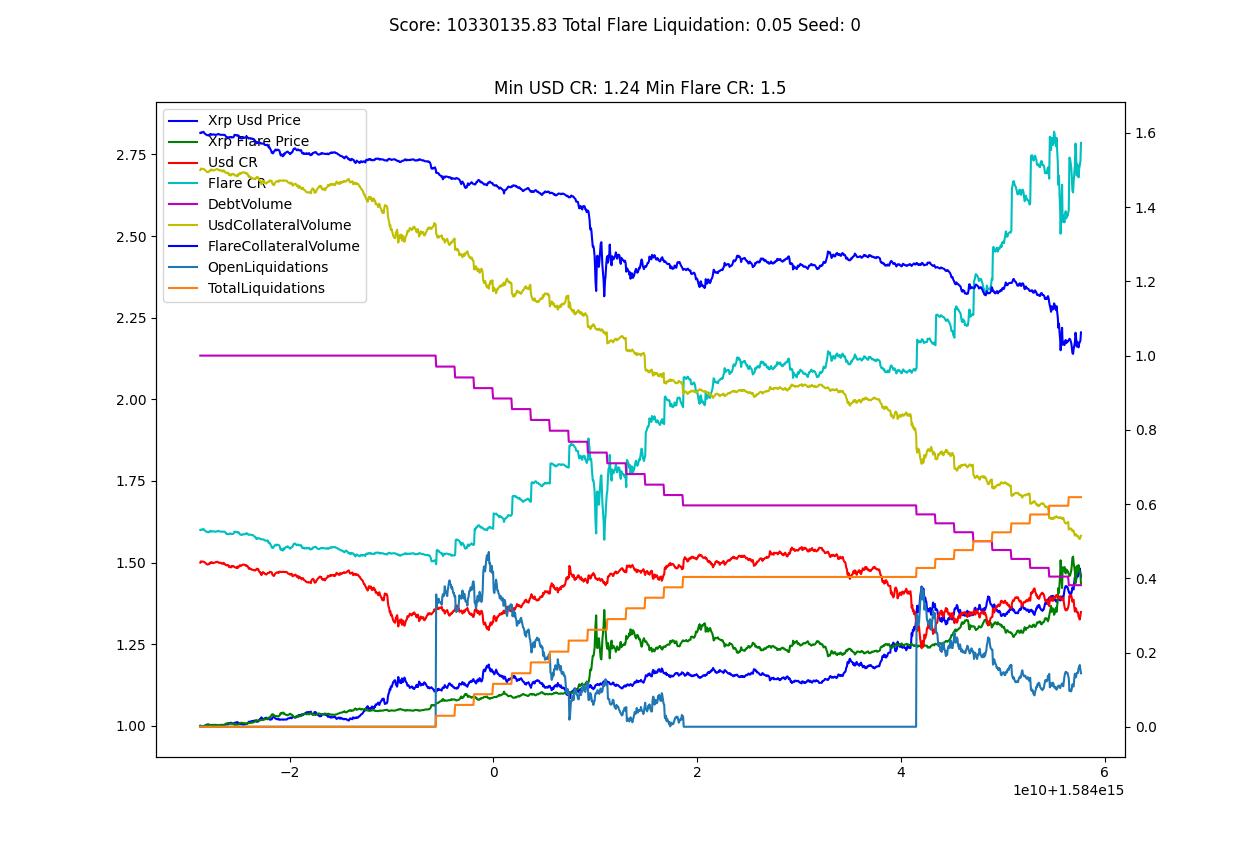 Score: 10330135.83 Total Flare Liquidation: 0.05 Seed: 0
Min USD CR: 1.24 Min Flare CR: 1.5
Xrp Usd Price
Xrp Flare Price
Usd CR
Flare CR
DebtVolume
UsdCollateralVolume
FlareCollateralVolume
OpenLiquidations
TotalLiquidations
2.75
2.50
2.25
2.00
1.75
1.50
1.25
1.00
1.6
1.4
1.2
1.0
0.8
0.6
0.4
0.2
0.0
−2
0
2
4
6
1e10+1.584e15